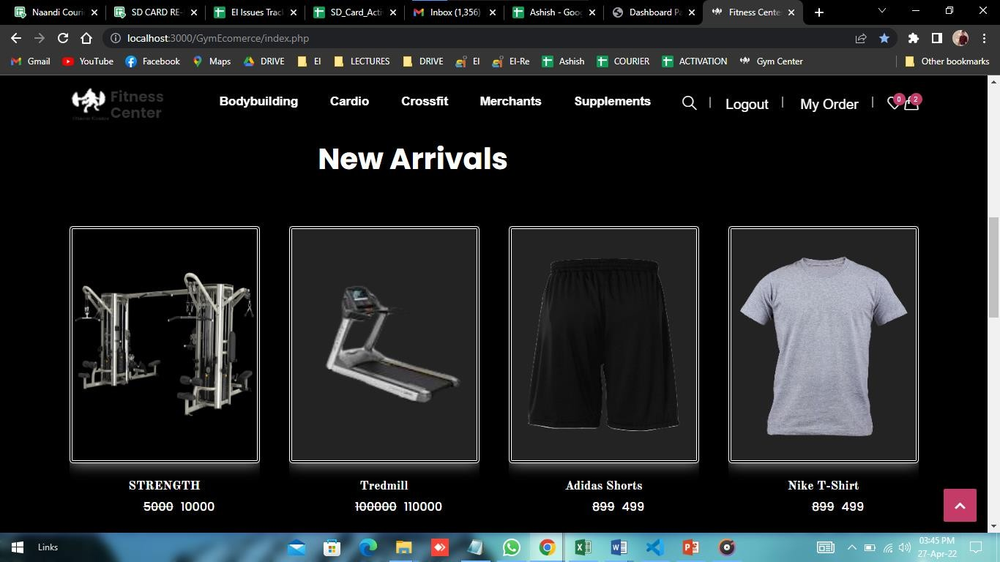 Naandi Couri
SD CARD RE-
EI Issues Trac
SD_Card_Acti
Inbox (1,356)
Ashish - Goo
Dashboard Pa
Fitness Cente
localhost:3000/GymEcomerce/index.php
Gmail
YouTube
Facebook
Maps
DRIVE
EI
LECTURES
DRIVE
EI
EI-Re
Ashish
COURIER
ACTIVATION
Gym Center
Other bookmarks
Fitness
Center
Bodybuilding
Cardio
Crossfit
Merchants
Supplements
| Logout | My Order |
0
2
New Arrivals
STRENGTH
5000 10000
Tredmill
100000 110000
Adidas Shorts
899 499
Nike T-Shirt
899 499
Links
03:45 PM
27-Apr-22